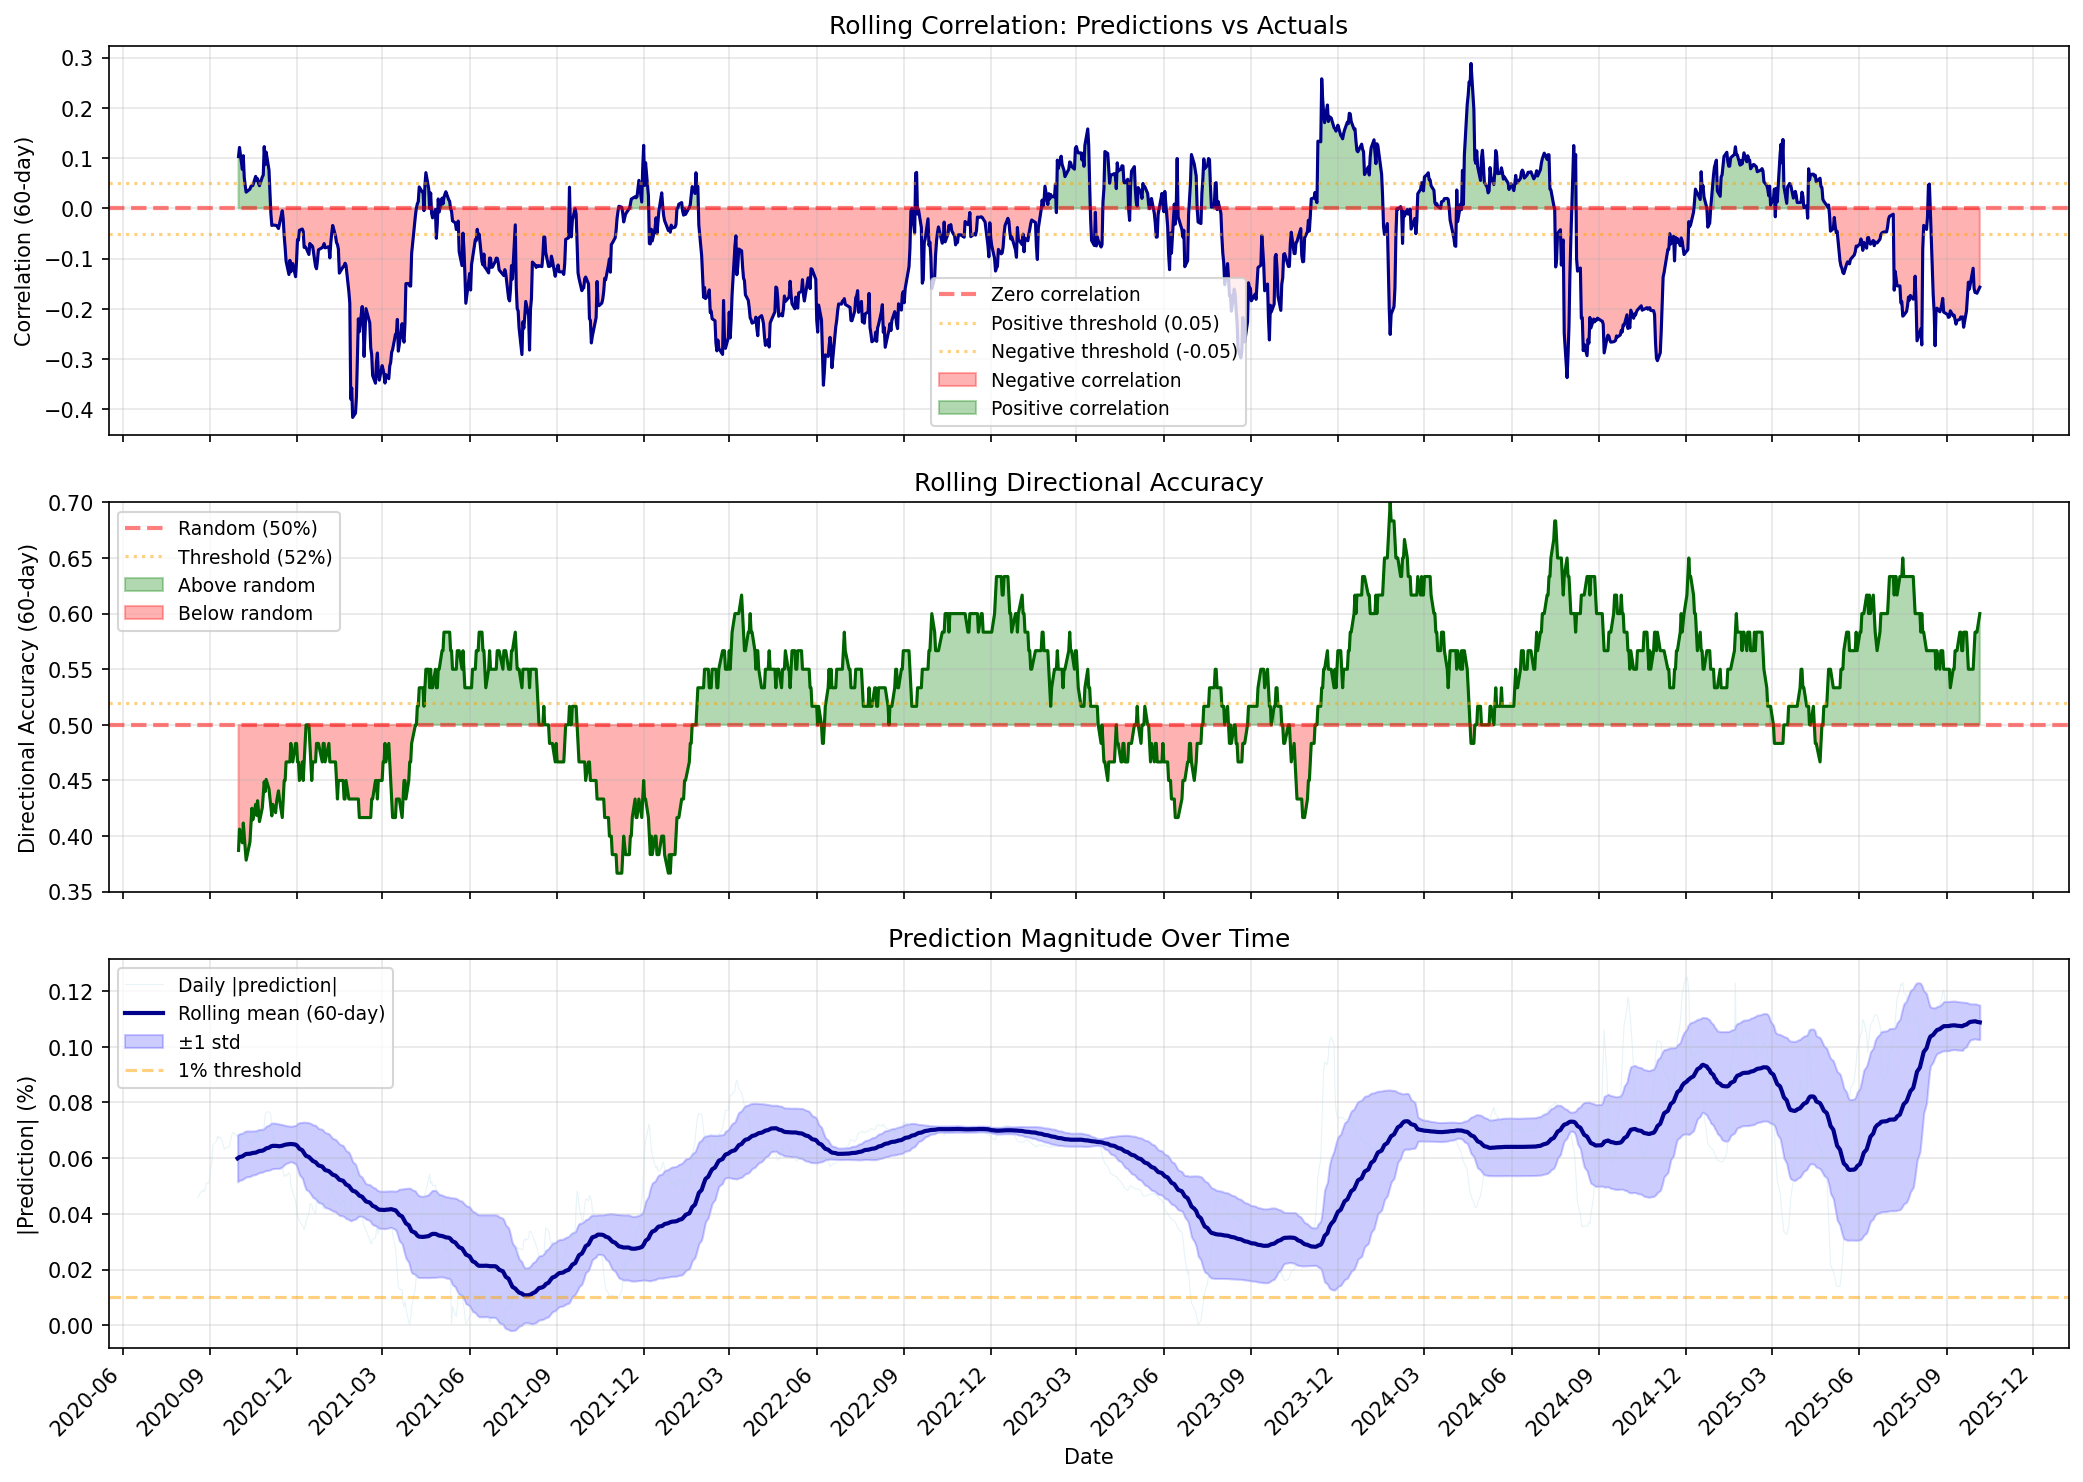 Rolling Correlation: Predictions vs Actuals
Correlation (60-day)
0.3
0.2
0.1
0.0
−0.1
−0.2
−0.3
−0.4
Zero correlation
Positive threshold (0.05)
Negative threshold (-0.05)
Negative correlation
Positive correlation
Rolling Directional Accuracy
Directional Accuracy (60-day)
0.70
0.65
0.60
0.55
0.50
0.45
0.40
0.35
Random (50%)
Threshold (52%)
Above random
Below random
Prediction Magnitude Over Time
|Prediction| (%)
0.12
0.10
0.08
0.06
0.04
0.02
0.00
Daily |prediction|
Rolling mean (60-day)
±1 std
1% threshold
2020-06
2020-09
2020-12
2021-03
2021-06
2021-09
2021-12
2022-03
2022-06
2022-09
2022-12
2023-03
2023-06
2023-09
2023-12
2024-03
2024-06
2024-09
2024-12
2025-03
2025-06
2025-09
2025-12
Date